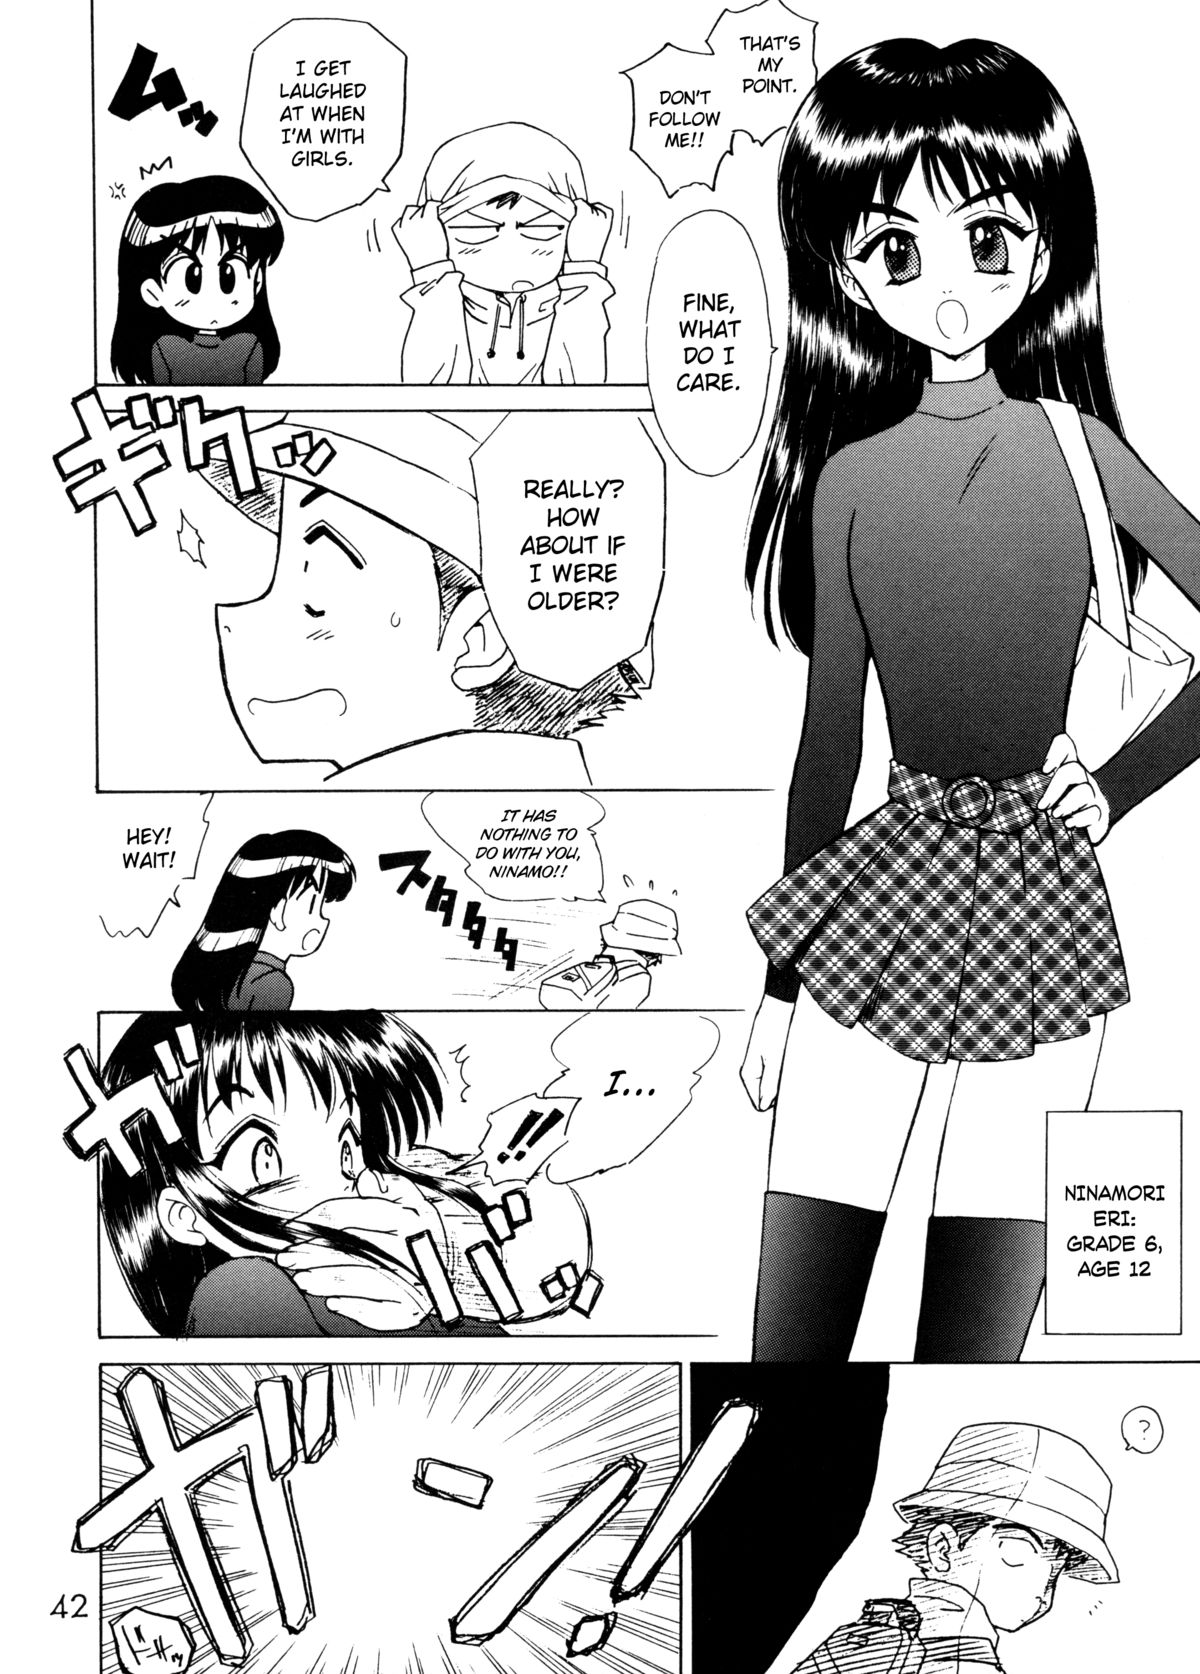 THAT'S
MY
POINT.
DON'T
FOLLOW
ME!!
FINE,
WHAT
DO I
CARE.
I GET
LAUGHED
AT WHEN
I'M WITH
GIRLS.
ムッ
REALLY?
HOW
ABOUT IF
I WERE
OLDER?
ギクッ
IT HAS
NOTHING TO
DO WITH YOU,
NINAMO!!
スタタタタ
HEY!
WAIT!
I...
!!
ガバ
NINAMORI
ERI:
GRADE 6,
AGE 12
?
42